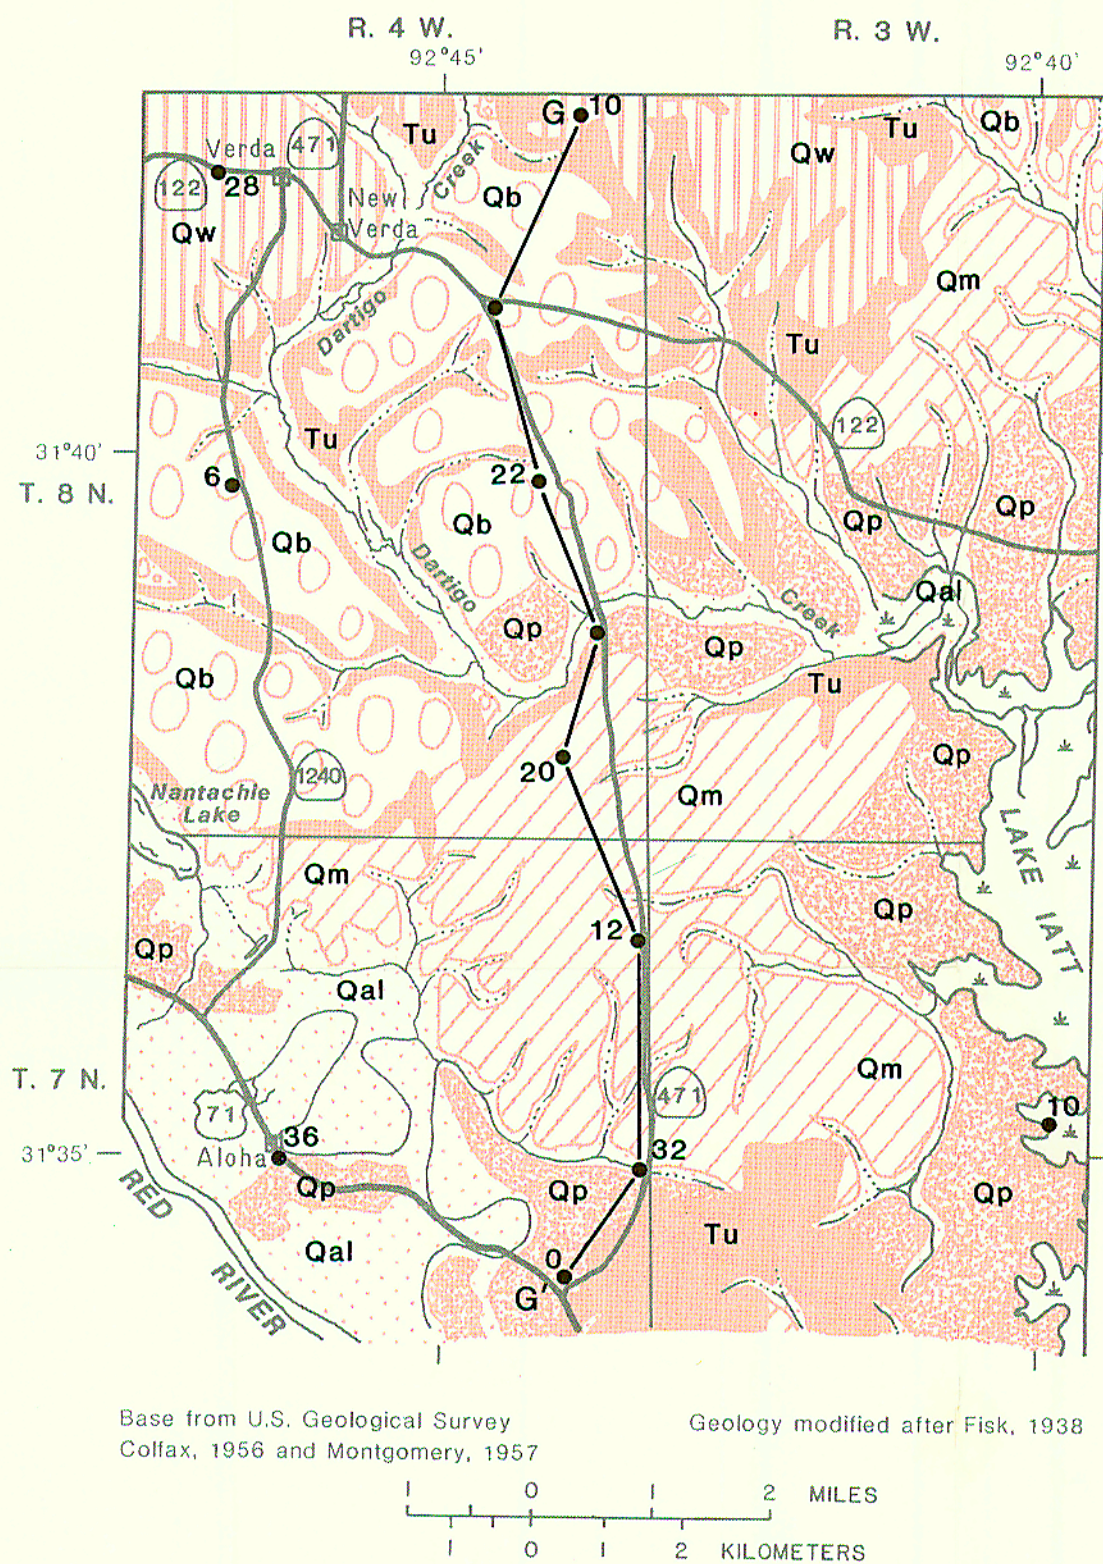 R. 4 W.
R. 3 W.
92°45'
92°40'
G 10
Tu
Tu
Qb
471
Verda
Qw
122
28
Creek
Qb
New
Verda
Qw
Qm
Dartigo
Tu
122
Tu
31°40'
22
6
T. 8 N.
Qp
Qb
Qp
Qb
Dartigo
Qal
Creek
Qp
Qp
Qb
Tu
Qp
20
1240
Qm
Nantachie
Lake
LAKE IATT
Qm
Qp
12
Qp
Qal
Qm
T. 7 N.
471
71
10
36
32
31°35'
Aloha
Qp
Qp
Qp
RED RIVER
Tu
Qal
0
G'
Base from U.S. Geological Survey
Colfax, 1956 and Montgomery, 1957
Geology modified after Fisk, 1938
1 0 1 2 MILES
1 0 1 2 KILOMETERS